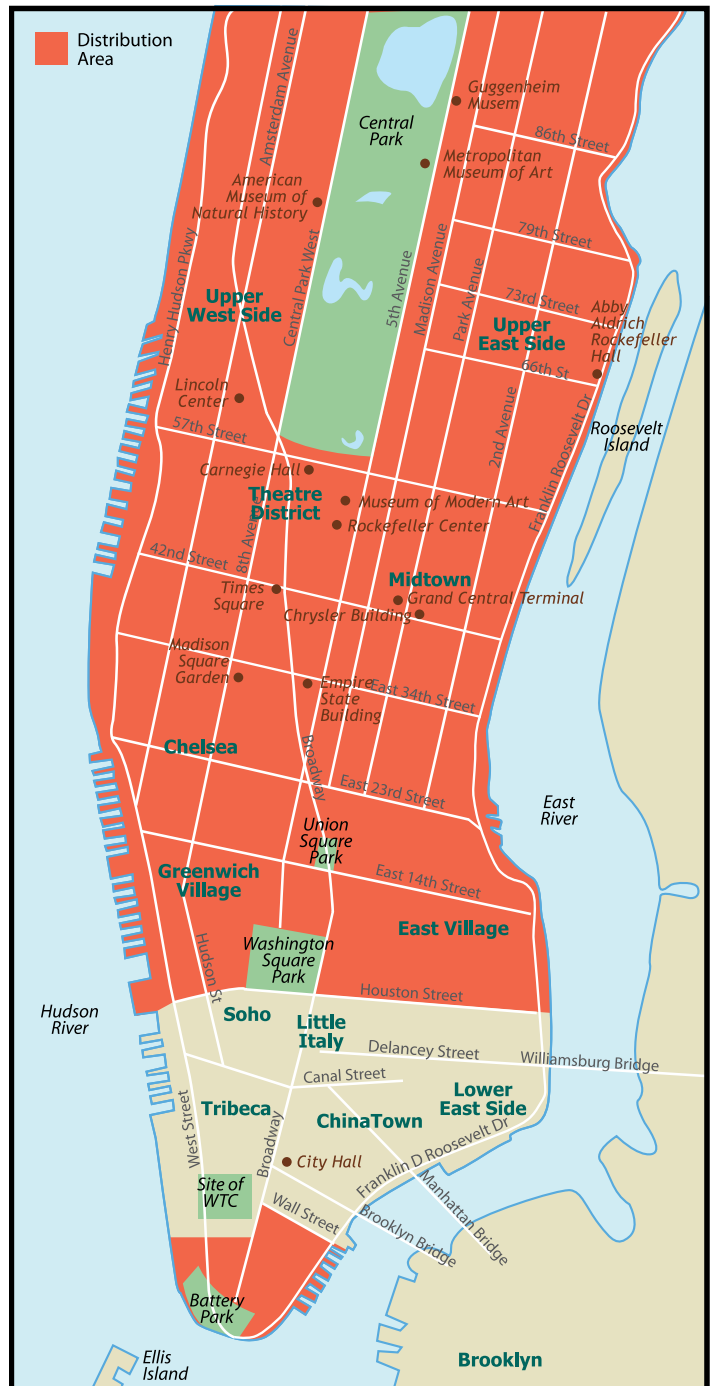 Distribution
Area
Amsterdam Avenue
Guggenheim
Musem
Central
Park
86th Street
Metropolitan
Museum of Art
American
Museum of
Natural History
79th Street
Henry Hudson Pkwy
Central Park West
5th Avenue
Madison Avenue
Park Avenue
73rd Street
Upper
West Side
Upper
East Side
Abby
Aldrich
Rockefeller
Hall
66th St
Lincoln
Center
57th Street
2nd Avenue
Franklin Roosevelt Dr
Roosevelt
Island
Carnegie Hall
Theatre
District
Museum of Modern Art
Rockefeller Center
8th Avenue
42nd Street
Midtown
Times
Square
Grand Central Terminal
Chrysler Building
Madison
Square
Garden
Empire
State
Building
East 34th Street
Chelsea
Broadway
East 23rd Street
East
River
Union
Square
Park
Greenwich
Village
East 14th Street
East Village
Washington
Square
Park
Hudson St
Houston Street
Hudson
River
Soho
Little
Italy
Delancey Street
Williamsburg Bridge
Canal Street
Lower
East Side
Tribeca
ChinaTown
West Street
Broadway
City Hall
Franklin D Roosevelt Dr
Manhattan Bridge
Site of
WTC
Wall Street
Brooklyn Bridge
Battery
Park
Ellis
Island
Brooklyn